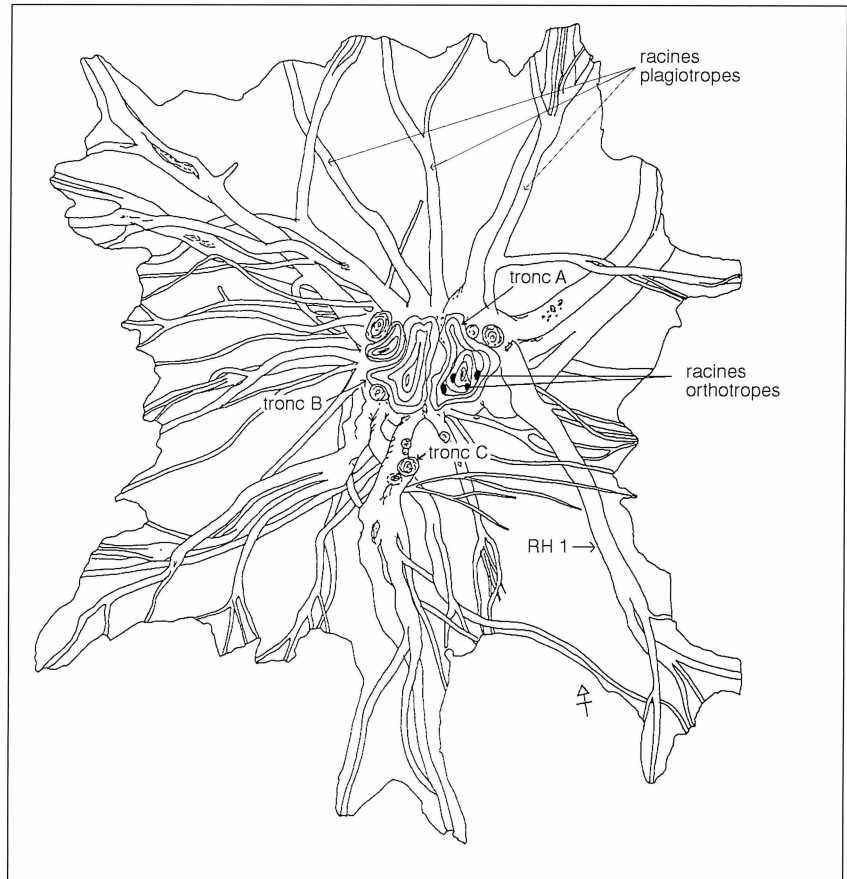 racines
plagiotropes
tronc A
racines
orthotropes
tronc B
tronc C
RH 1